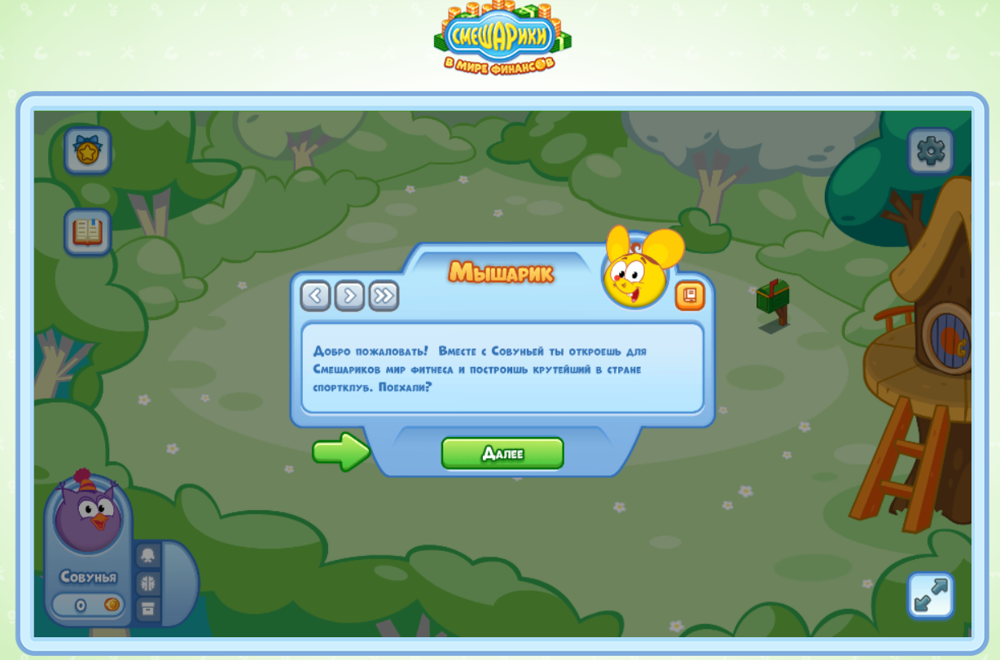 СМЕШАРИКИ
В МИРЕ ФИНАНСОВ
Мышарик
Добро пожаловать! Вместе с Совуньей ты откроешь для
Смешариков мир фитнеса и построишь крутейший в стране
спортклуб. Поехали?
Далее
Совунья
0